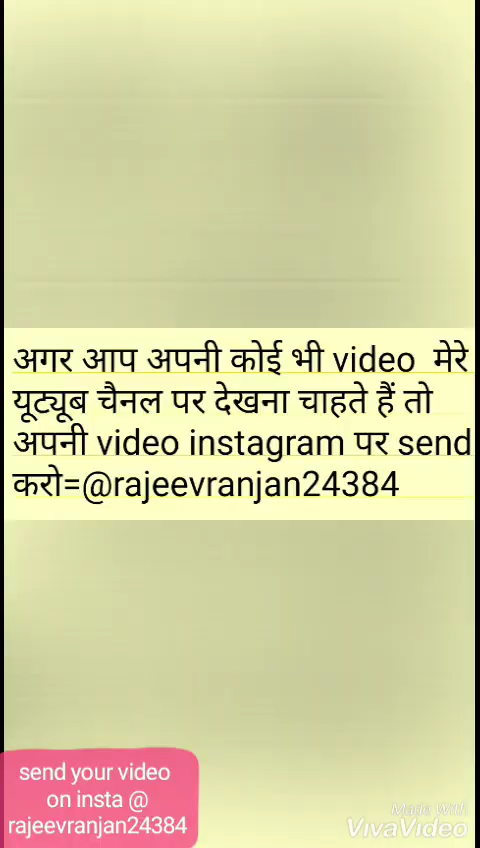 अगर आप अपनी कोई भी video मेरे
यूट्यूब चैनल पर देखना चाहते हैं तो
अपनी video instagram पर send
करो=@rajeevranjan24384
send your video
on insta @
rajeevranjan24384
Made With
VivaVideo